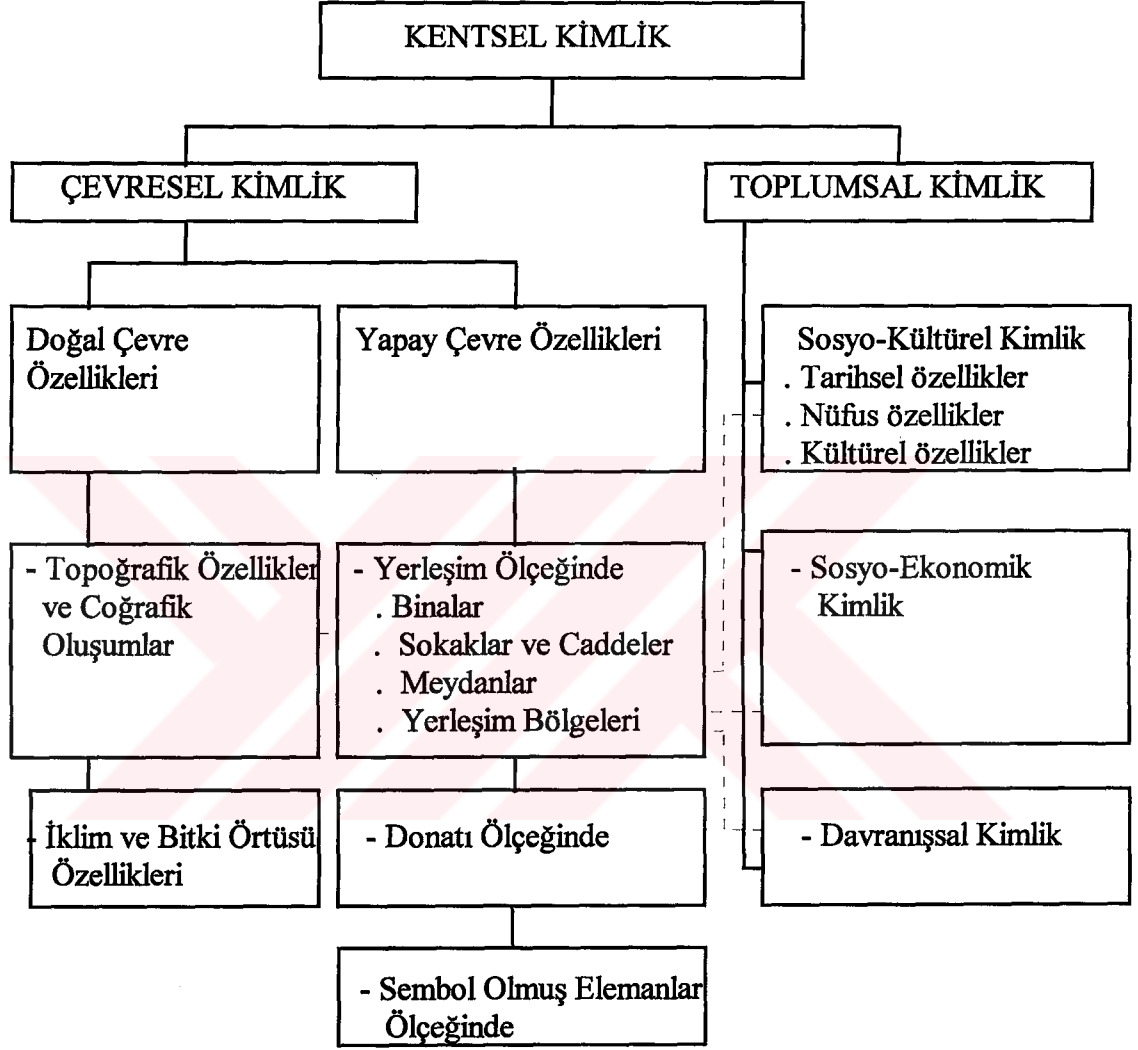 KENTSEL KİMLİK
ÇEVRESEL KİMLİK
TOPLUMSAL KİMLİK
Doğal Çevre
Özellikleri
Yapay Çevre Özellikleri
Sosyo-Kültürel Kimlik
. Tarihsel özellikler
. Nüfus özellikler
. Kültürel özellikler
- Topoğrafik Özellikler
ve Coğrafik
Oluşumlar
- Yerleşim Ölçeğinde
. Binalar
. Sokaklar ve Caddeler
. Meydanlar
. Yerleşim Bölgeleri
- Sosyo-Ekonomik
Kimlik
- İklim ve Bitki Örtüsü
Özellikleri
- Donatı Ölçeğinde
- Davranışsal Kimlik
- Sembol Olmuş Elemanlar
Ölçeğinde